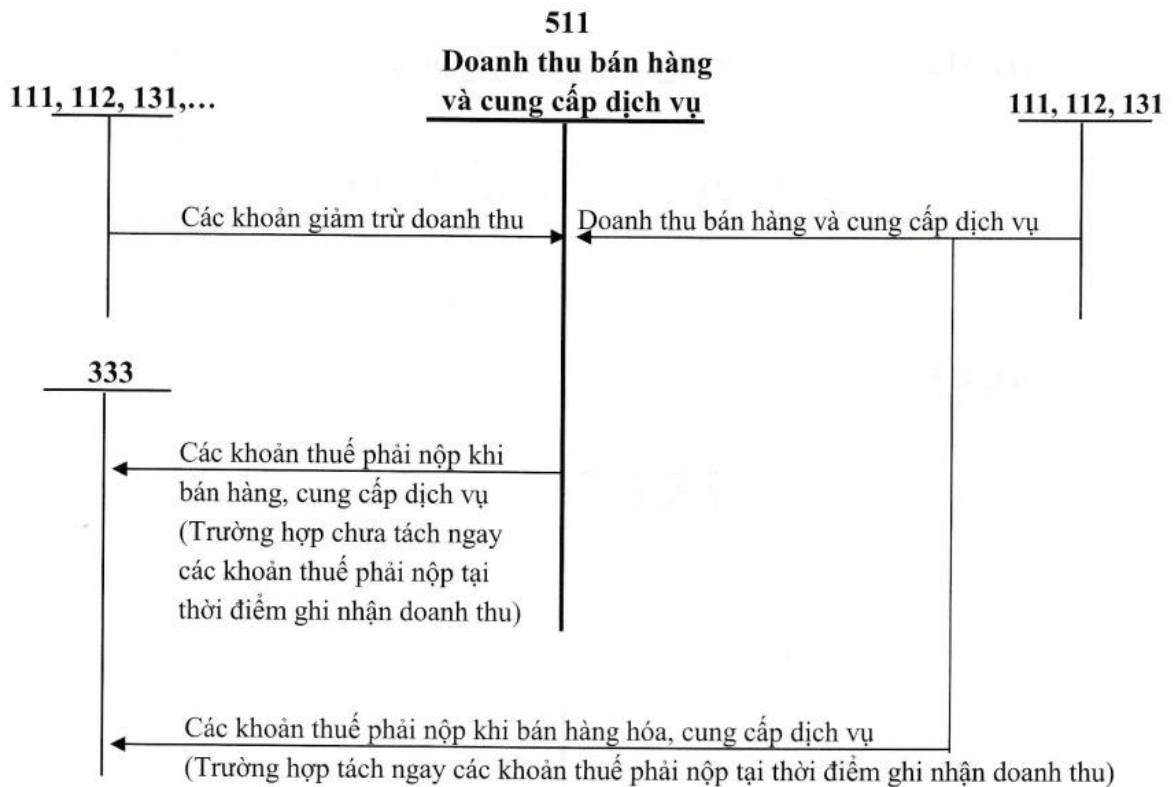 511
Doanh thu bán hàng
và cung cấp dịch vụ
111, 112, 131,...
111, 112, 131
Các khoản giảm trừ doanh thu
Doanh thu bán hàng và cung cấp dịch vụ
333
Các khoản thuế phải nộp khi
bán hàng, cung cấp dịch vụ
(Trường hợp chưa tách ngay
các khoản thuế phải nộp tại
thời điểm ghi nhận doanh thu)
Các khoản thuế phải nộp khi bán hàng hóa, cung cấp dịch vụ
(Trường hợp tách ngay các khoản thuế phải nộp tại thời điểm ghi nhận doanh thu)